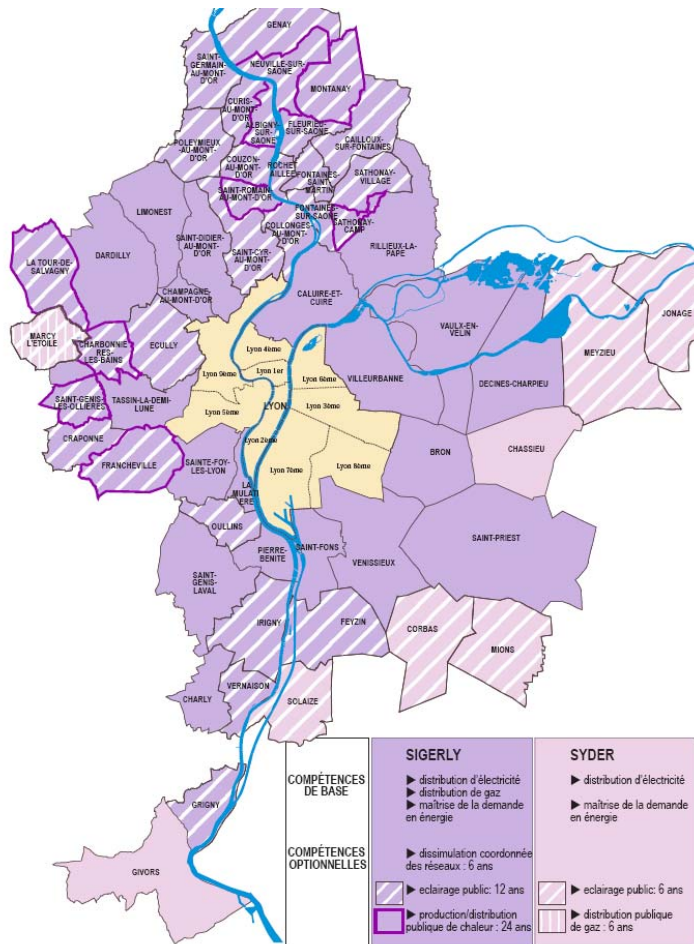 GENAY
SAINT-
GERMAIN-
AU-MONT-
D'OR
NEUVILLE-SUR-
SAONE
MONTANAY
CURIS-
AU-MONT-
D'OR
ALBIGNY
-SUR-
SAONE
FLEURIEU-
SUR-SAONE
CAILLOUX-
SUR-FONTAINES
POLEYMIEUX-
AU-MONT-D'OR
COUZON-
AU-MONT-
D'OR
ROCHET
AILLEE
FONTAINES-
SAINT-
MARTIN
SATHONAY-
VILLAGE
SAINT-ROMAIN-
AU-MONT-D'OR
FONTAINES-
SUR-SAONE
SATHONAY-
CAMP
LIMONEST
SAINT-DIDIER-
AU-MONT-D'OR
COLLONGES-
AU-MONT-
D'OR
SAINT-CYR-
AU-MONT-
D'OR
RILLIEUX-LA-
PAPE
LA TOUR-DE-
SALVAGNY
DARDILLY
CHAMPAGNE-
AU-MONT-D'OR
CALUIRE-ET-
CUIRE
MARCY
L'ETOILE
CHARBONNIE
RES-
LES-BAINS
ECULLY
Lyon 4ème
VAULX-EN-
VELIN
MEYZIEU
JONAGE
Lyon 9ème
Lyon 1er
Lyon 6ème
VILLEURBANNE
DECINES-CHARPIEU
SAINT-GENIS-
LES-OLLIERES
TASSIN-LA-DEMI-
LUNE
Lyon 5ème
LYON
Lyon 3ème
CRAPONNE
FRANCHEVILLE
SAINTE-FOY-
LES-LYON
Lyon 2ème
Lyon 7ème
Lyon 8ème
BRON
CHASSIEU
LA
MULATI
ERE
OULLINS
PIERRE-
BENITE
SAINT-FONS
VENISSIEUX
SAINT-PRIEST
SAINT-
GENIS-
LAVAL
IRIGNY
FEYZIN
CORBAS
MIONS
CHARLY
VERNAISON
SOLAIZE
GRIGNY
GIVORS
COMPÉTENCES
DE BASE
COMPÉTENCES
OPTIONNELLES
SIGERLY
► distribution d'électricité
► distribution de gaz
► maîtrise de la demande
en énergie
► dissimulation coordonnée
des réseaux : 6 ans
► eclairage public: 12 ans
► production/distribution
publique de chaleur : 24 ans
SYDER
► distribution d'électricité
► maîtrise de la demande
en énergie
► eclairage public: 6 ans
► distribution publique
de gaz : 6 ans